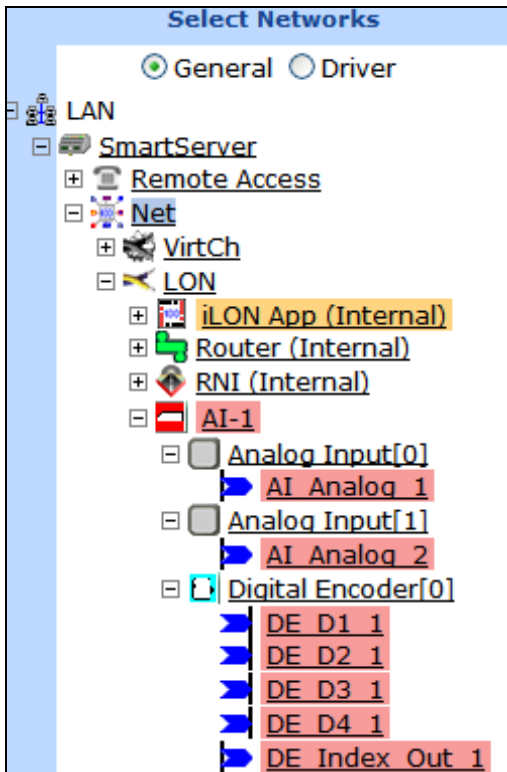 Select Networks
General Driver
LAN
SmartServer
Remote Access
Net
VirtCh
LON
iLON App (Internal)
Router (Internal)
RNI (Internal)
AI-1
Analog Input[0]
AI_Analog_1
Analog Input[1]
AI_Analog_2
Digital Encoder[0]
DE_D1_1
DE_D2_1
DE_D3_1
DE_D4_1
DE_Index_Out_1